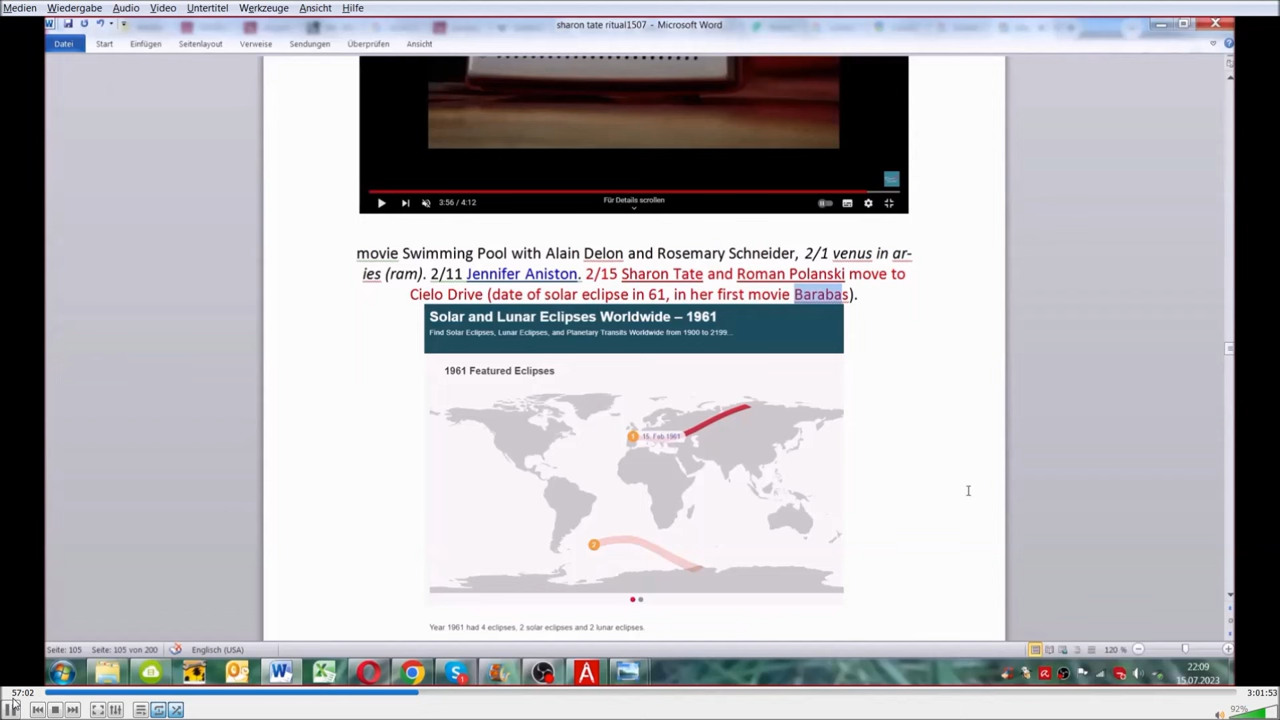 Medien Wiedergabe Audio Video Untertitel Werkzeuge Ansicht Hilfe
sharon tate ritual1507 - Microsoft Word
Datei Start Einfügen Seitenlayout Verweise Sendungen Überprüfen Ansicht
3:56 / 4:12
Für Details scrollen
movie Swimming Pool with Alain Delon and Rosemary Schneider, 2/1 venus in ar-
ies (ram). 2/11 Jennifer Aniston. 2/15 Sharon Tate and Roman Polanski move to
Cielo Drive (date of solar eclipse in 61, in her first movie Barabas).
Solar and Lunar Eclipses Worldwide – 1961
Find Solar Eclipses, Lunar Eclipses, and Planetary Transits Worldwide from 1900 to 2199...
1961 Featured Eclipses
1 15. Feb 1961
2
Year 1961 had 4 eclipses, 2 solar eclipses and 2 lunar eclipses.
Seite: 105 Seite: 105 von 200 Englisch (USA) 120 %
22:09
15.07.2023
57:02 3:01:53
92%